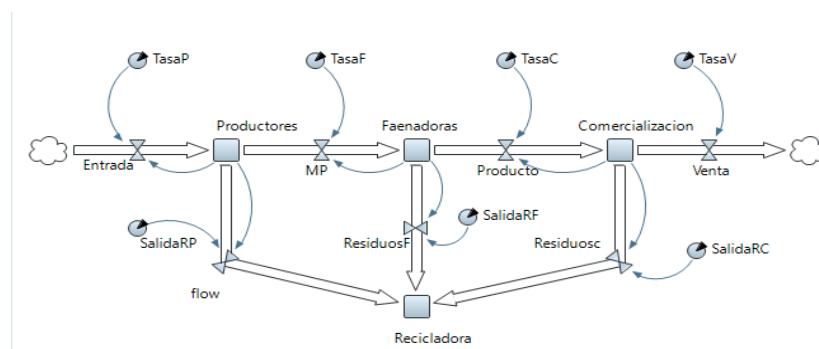 TasaP
TasaF
TasaC
TasaV
Productores
Faenadoras
Comercializacion
Entrada
MP
Producto
Venta
SalidaRP
SalidaRF
ResiduosF
Residuosc
SalidaRC
flow
Recicladora